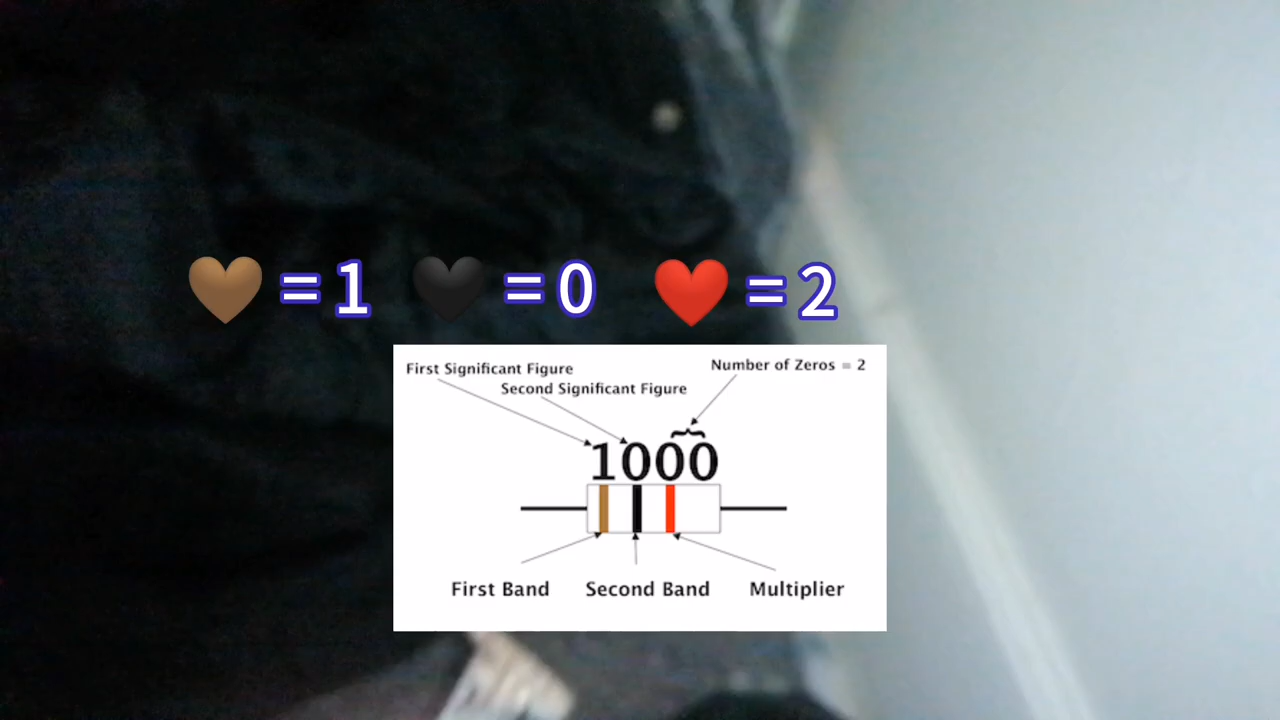 🤎 = 1 🖤 = 0 ❤️ = 2
First Significant Figure
Number of Zeros = 2
Second Significant Figure
1000
First Band Second Band Multiplier